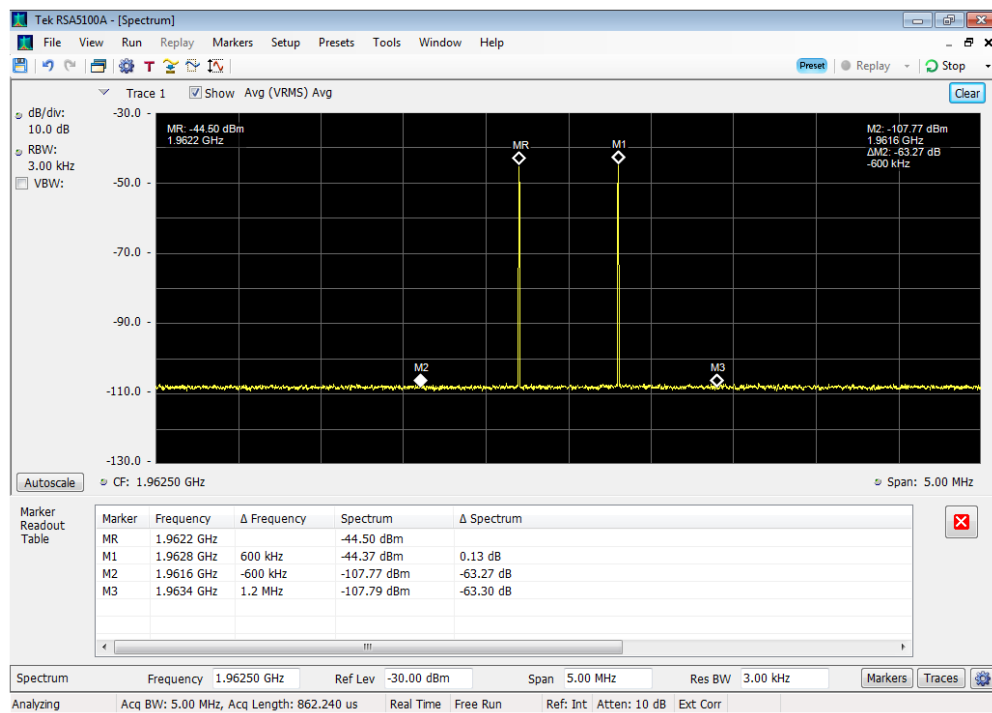 Tek RSA5100A - [Spectrum]
File View Run Replay Markers Setup Presets Tools Window Help
T Preset Replay Stop
Trace 1 Show Avg (VRMS) Avg Clear
dB/div:
10.0 dB
RBW:
3.00 kHz
VBW:
-30.0
-50.0
-70.0
-90.0
-110.0
-130.0
MR: -44.50 dBm
1.9622 GHz
MR
M1
M2: -107.77 dBm
1.9616 GHz
ΔM2: -63.27 dB
-600 kHz
M2
M3
Autoscale CF: 1.96250 GHz Span: 5.00 MHz
Marker
Readout
Table
Marker Frequency Δ Frequency Spectrum Δ Spectrum
MR 1.9622 GHz -44.50 dBm
M1 1.9628 GHz 600 kHz -44.37 dBm 0.13 dB
M2 1.9616 GHz -600 kHz -107.77 dBm -63.27 dB
M3 1.9634 GHz 1.2 MHz -107.79 dBm -63.30 dB
Spectrum Frequency 1.96250 GHz Ref Lev -30.00 dBm Span 5.00 MHz Res BW 3.00 kHz Markers Traces
Analyzing Acq BW: 5.00 MHz, Acq Length: 862.240 us Real Time Free Run Ref: Int Atten: 10 dB Ext Corr